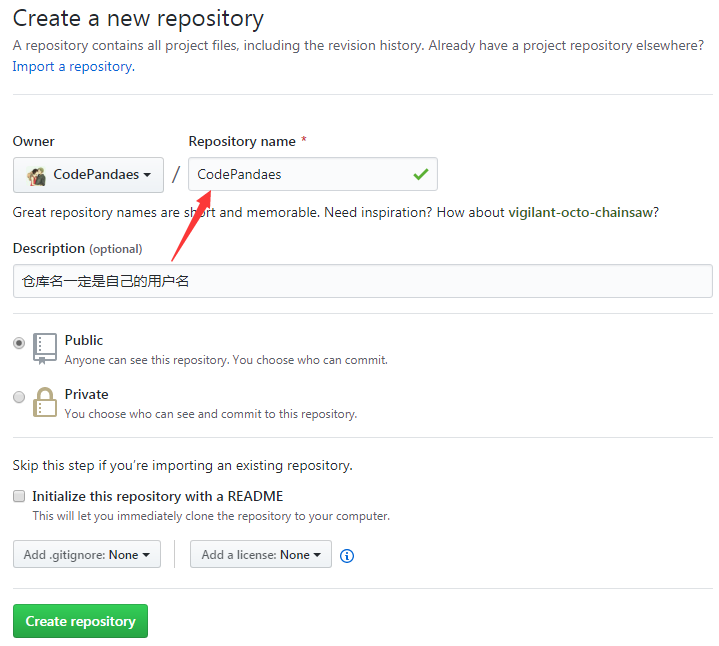 Create a new repository
A repository contains all project files, including the revision history. Already have a project repository elsewhere?
Import a repository.
Owner
Repository name *
CodePandaes
/
CodePandaes
Great repository names are short and memorable. Need inspiration? How about vigilant-octo-chainsaw?
Description (optional)
仓库名一定是自己的用户名
Public
Anyone can see this repository. You choose who can commit.
Private
You choose who can see and commit to this repository.
Skip this step if you’re importing an existing repository.
Initialize this repository with a README
This will let you immediately clone the repository to your computer.
Add .gitignore: None
Add a license: None
Create repository